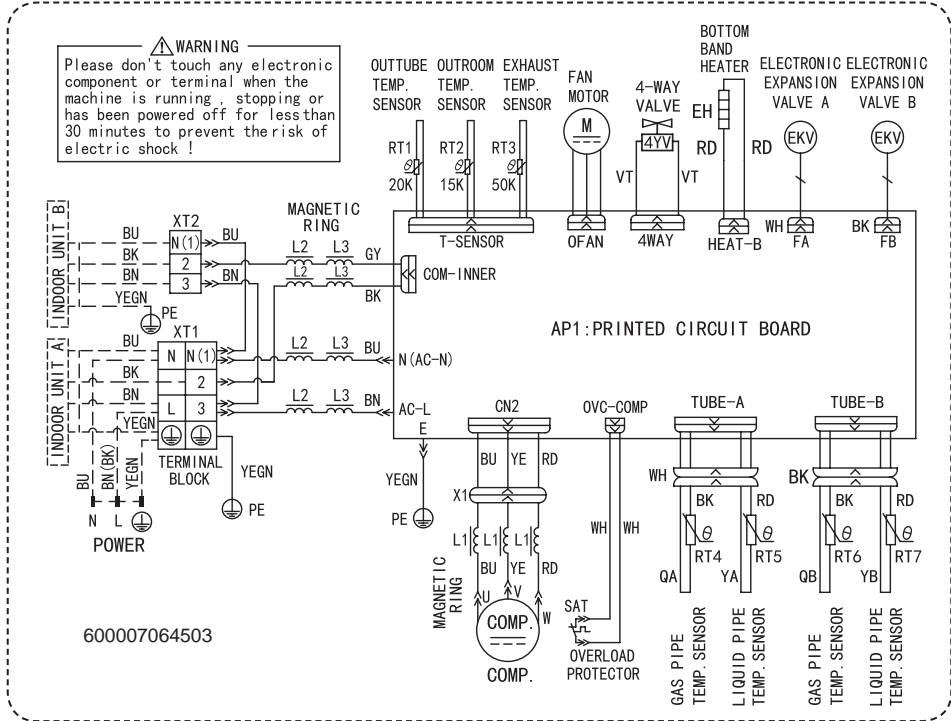 WARNING
Please don't touch any electronic
component or terminal when the
machine is running , stopping or
has been powered off for less than
30 minutes to prevent the risk of
electric shock !
OUTTUBE
TEMP.
SENSOR
OUTROOM
TEMP.
SENSOR
EXHAUST
TEMP.
SENSOR
FAN
MOTOR
4-WAY
VALVE
BOTTOM
BAND
HEATER
ELECTRONIC
EXPANSION
VALVE A
ELECTRONIC
EXPANSION
VALVE B
RT1
θ
20K
RT2
θ
15K
RT3
θ
50K
M
4YV
VT
VT
EH
RD
RD
EKV
EKV
WH
BK
T-SENSOR
OFAN
4WAY
HEAT-B
FA
FB
INDOOR UNIT B
BU
BK
BN
YEGN
PE
XT2
N(1)
2
3
BU
BN
MAGNETIC
RING
L2
L3
GY
L2
L3
BK
COM-INNER
AP1:PRINTED CIRCUIT BOARD
INDOOR UNIT A
BU
BK
BN
YEGN
XT1
N
N(1)
2
L
3
TERMINAL
BLOCK
L2
L3
BU
N(AC-N)
L2
L3
BN
AC-L
E
YEGN
PE
YEGN
PE
BU
BN(BK)
YEGN
N
L
POWER
CN2
BU
YE
RD
X1
L1
L1
L1
BU
YE
RD
MAGNETIC
RING
U
V
W
COMP.
COMP.
OVC-COMP
WH
WH
SAT
OVERLOAD
PROTECTOR
TUBE-A
WH
BK
RD
θ
RT4
θ
RT5
QA
YA
GAS PIPE
TEMP. SENSOR
LIQUID PIPE
TEMP. SENSOR
TUBE-B
BK
BK
RD
θ
RT6
θ
RT7
QB
YB
GAS PIPE
TEMP. SENSOR
LIQUID PIPE
TEMP. SENSOR
600007064503